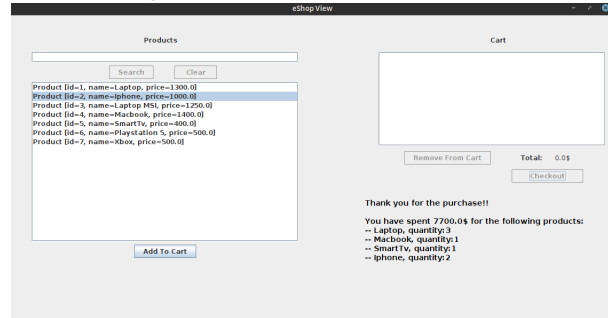 eShop View
Products
Search
Clear
Product [id=1, name=Laptop, price=1300.0]
Product [id=2, name=Iphone, price=1000.0]
Product [id=3, name=Laptop MSI, price=1250.0]
Product [id=4, name=Macbook, price=1400.0]
Product [id=5, name=SmartTv, price=400.0]
Product [id=6, name=Playstation 5, price=500.0]
Product [id=7, name=Xbox, price=500.0]
Add To Cart
Cart
Remove From Cart
Total: 0.0$
Checkout
Thank you for the purchase!!
You have spent 7700.0$ for the following products:
-- Laptop, quantity:3
-- Macbook, quantity:1
-- SmartTv, quantity:1
-- Iphone, quantity:2